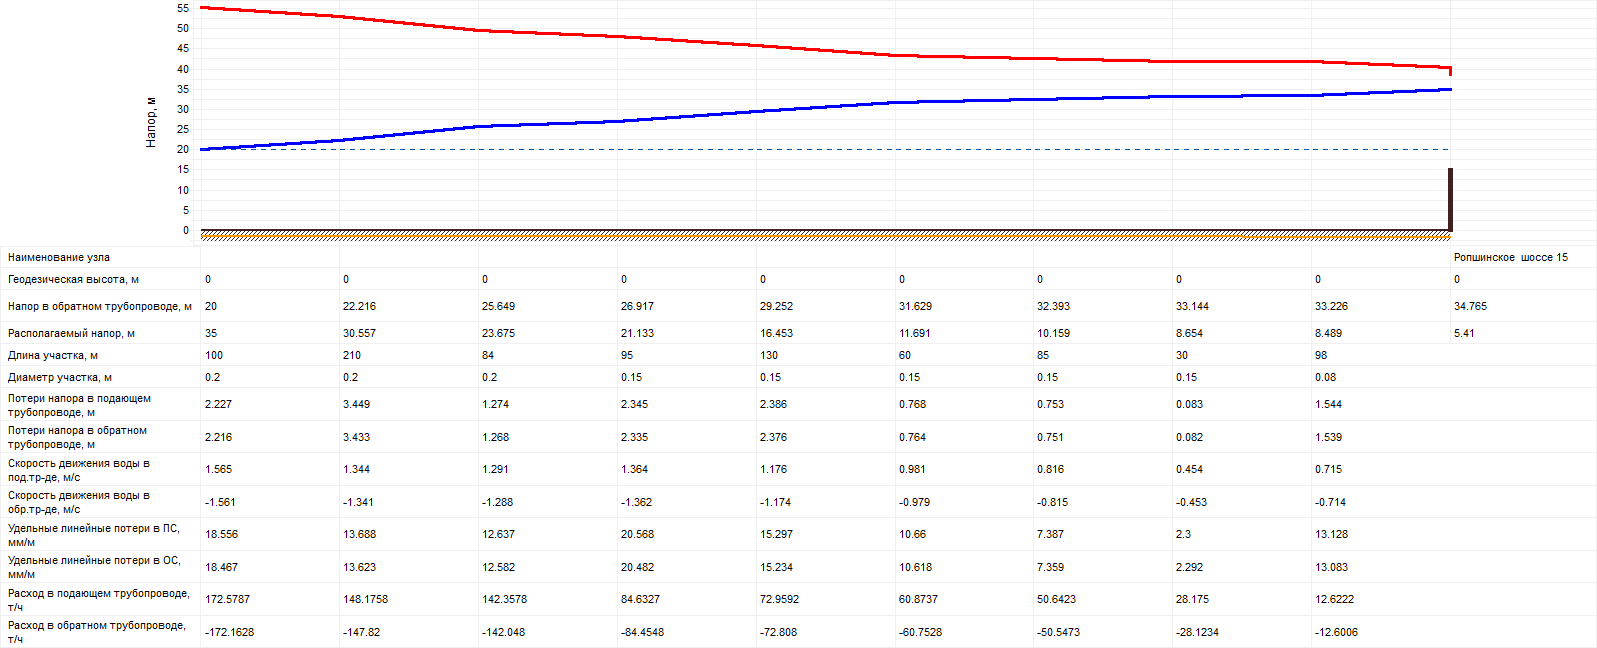 55
50
45
40
35
30
25
20
15
10
5
0
Напор, м
Наименование узла Ропшинское шоссе 15
Геодезическая высота, м 0 0 0 0 0 0 0 0 0 0
Напор в обратном трубопроводе, м 20 22.216 25.649 26.917 29.252 31.629 32.393 33.144 33.226 34.765
Располагаемый напор, м 35 30.557 23.675 21.133 16.453 11.691 10.159 8.654 8.489 5.41
Длина участка, м 100 210 84 95 130 60 85 30 98
Диаметр участка, м 0.2 0.2 0.2 0.15 0.15 0.15 0.15 0.15 0.08
Потери напора в подающем
трубопроводе, м 2.227 3.449 1.274 2.345 2.386 0.768 0.753 0.083 1.544
Потери напора в обратном
трубопроводе, м 2.216 3.433 1.268 2.335 2.376 0.764 0.751 0.082 1.539
Скорость движения воды в
под.тр-де, м/с 1.565 1.344 1.291 1.364 1.176 0.981 0.816 0.454 0.715
Скорость движения воды в
обр.тр-де, м/с -1.561 -1.341 -1.288 -1.362 -1.174 -0.979 -0.815 -0.453 -0.714
Удельные линейные потери в ПС,
мм/м 18.556 13.688 12.637 20.568 15.297 10.66 7.387 2.3 13.128
Удельные линейные потери в ОС,
мм/м 18.467 13.623 12.582 20.482 15.234 10.618 7.359 2.292 13.083
Расход в подающем трубопроводе,
т/ч 172.5787 148.1758 142.3578 84.6327 72.9592 60.8737 50.6423 28.175 12.6222
Расход в обратном трубопроводе,
т/ч -172.1628 -147.82 -142.048 -84.4548 -72.808 -60.7528 -50.5473 -28.1234 -12.6006